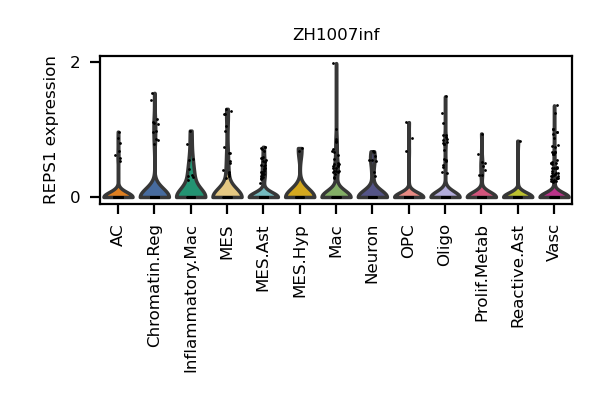 ZH1007inf
REPS1 expression
2
0
AC
Chromatin.Reg
Inflammatory.Mac
MES
MES.Ast
MES.Hyp
Mac
Neuron
OPC
Oligo
Prolif.Metab
Reactive.Ast
Vasc